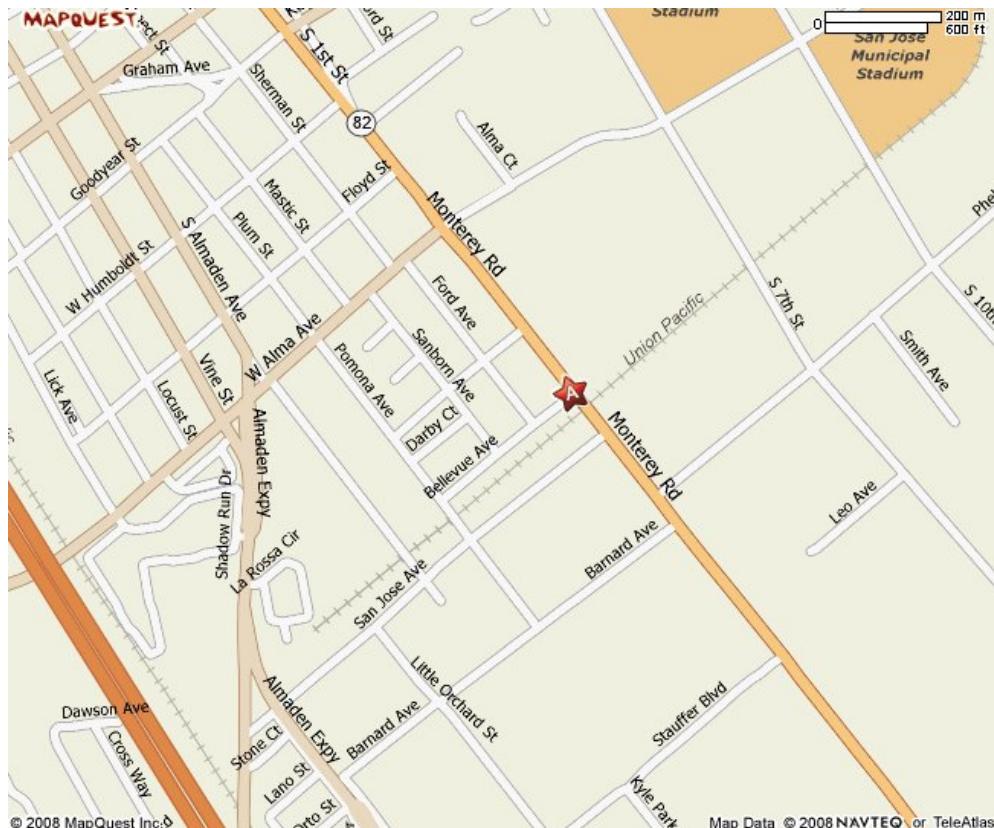 MAPQUEST.
Stadium
0
200 m
600 ft
San Jose
Municipal
Stadium
Graham Ave
S 1st St
Sherman St
82
Alma Ct
Goodyear St
Floyd St
Mastic St
Plum St
S Almaden Ave
Monterey Rd
W Humboldt St
Ford Ave
Union Pacific
S 7th St
S 10th
Smith Ave
W Alma Ave
Sanborn Ave
Pomona Ave
Vine St
Lick Ave
Locust St
A
Darby Ct
Almaden Expy
Bellevue Ave
Monterey Rd
Shadow Run Dr
Leo Ave
La Rossa Cir
Barnard Ave
San Jose Ave
Little Orchard St
Almaden Expy
Stauffer Blvd
Dawson Ave
Cross Way
Stone Ct
Barnard Ave
Lano St
Orto St
Kyle Park
© 2008 MapQuest Inc.
Map Data © 2008 NAVTEQ or TeleAtlas